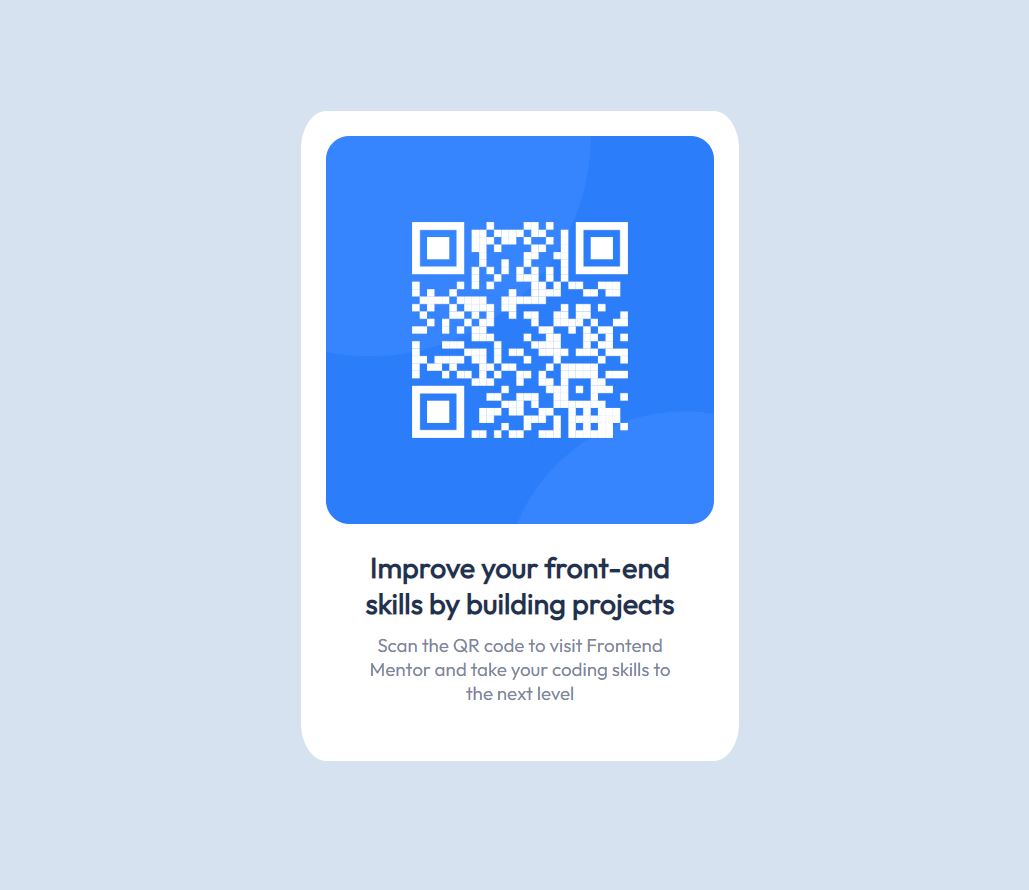 Improve your front-end
skills by building projects
Scan the QR code to visit Frontend
Mentor and take your coding skills to
the next level